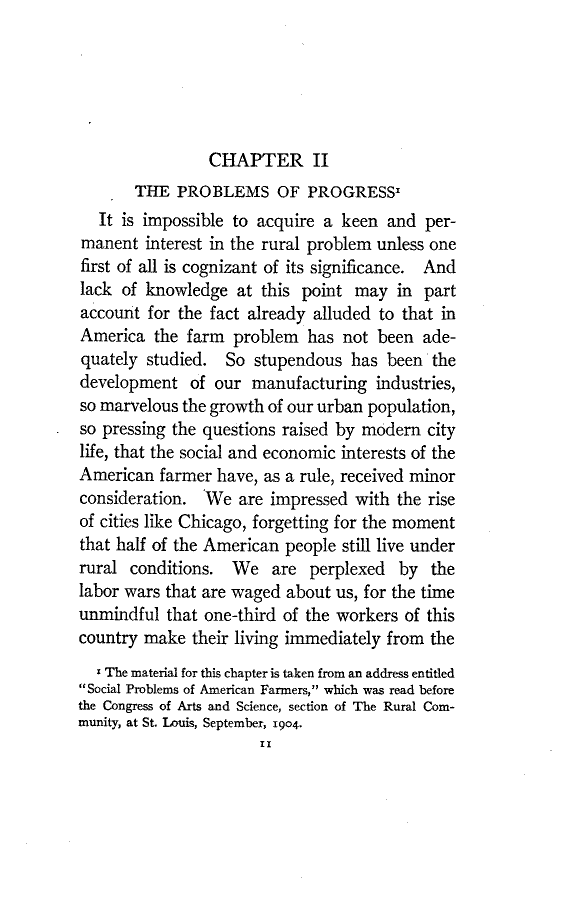 CHAPTER II
THE PROBLEMS OF PROGRESS¹
It is impossible to acquire a keen and per-
manent interest in the rural problem unless one
first of all is cognizant of its significance. And
lack of knowledge at this point may in part
account for the fact already alluded to that in
America the farm problem has not been ade-
quately studied. So stupendous has been the
development of our manufacturing industries,
so marvelous the growth of our urban population,
so pressing the questions raised by modern city
life, that the social and economic interests of the
American farmer have, as a rule, received minor
consideration. We are impressed with the rise
of cities like Chicago, forgetting for the moment
that half of the American people still live under
rural conditions. We are perplexed by the
labor wars that are waged about us, for the time
unmindful that one-third of the workers of this
country make their living immediately from the
¹ The material for this chapter is taken from an address entitled
"Social Problems of American Farmers," which was read before
the Congress of Arts and Science, section of The Rural Com-
munity, at St. Louis, September, 1904.
11